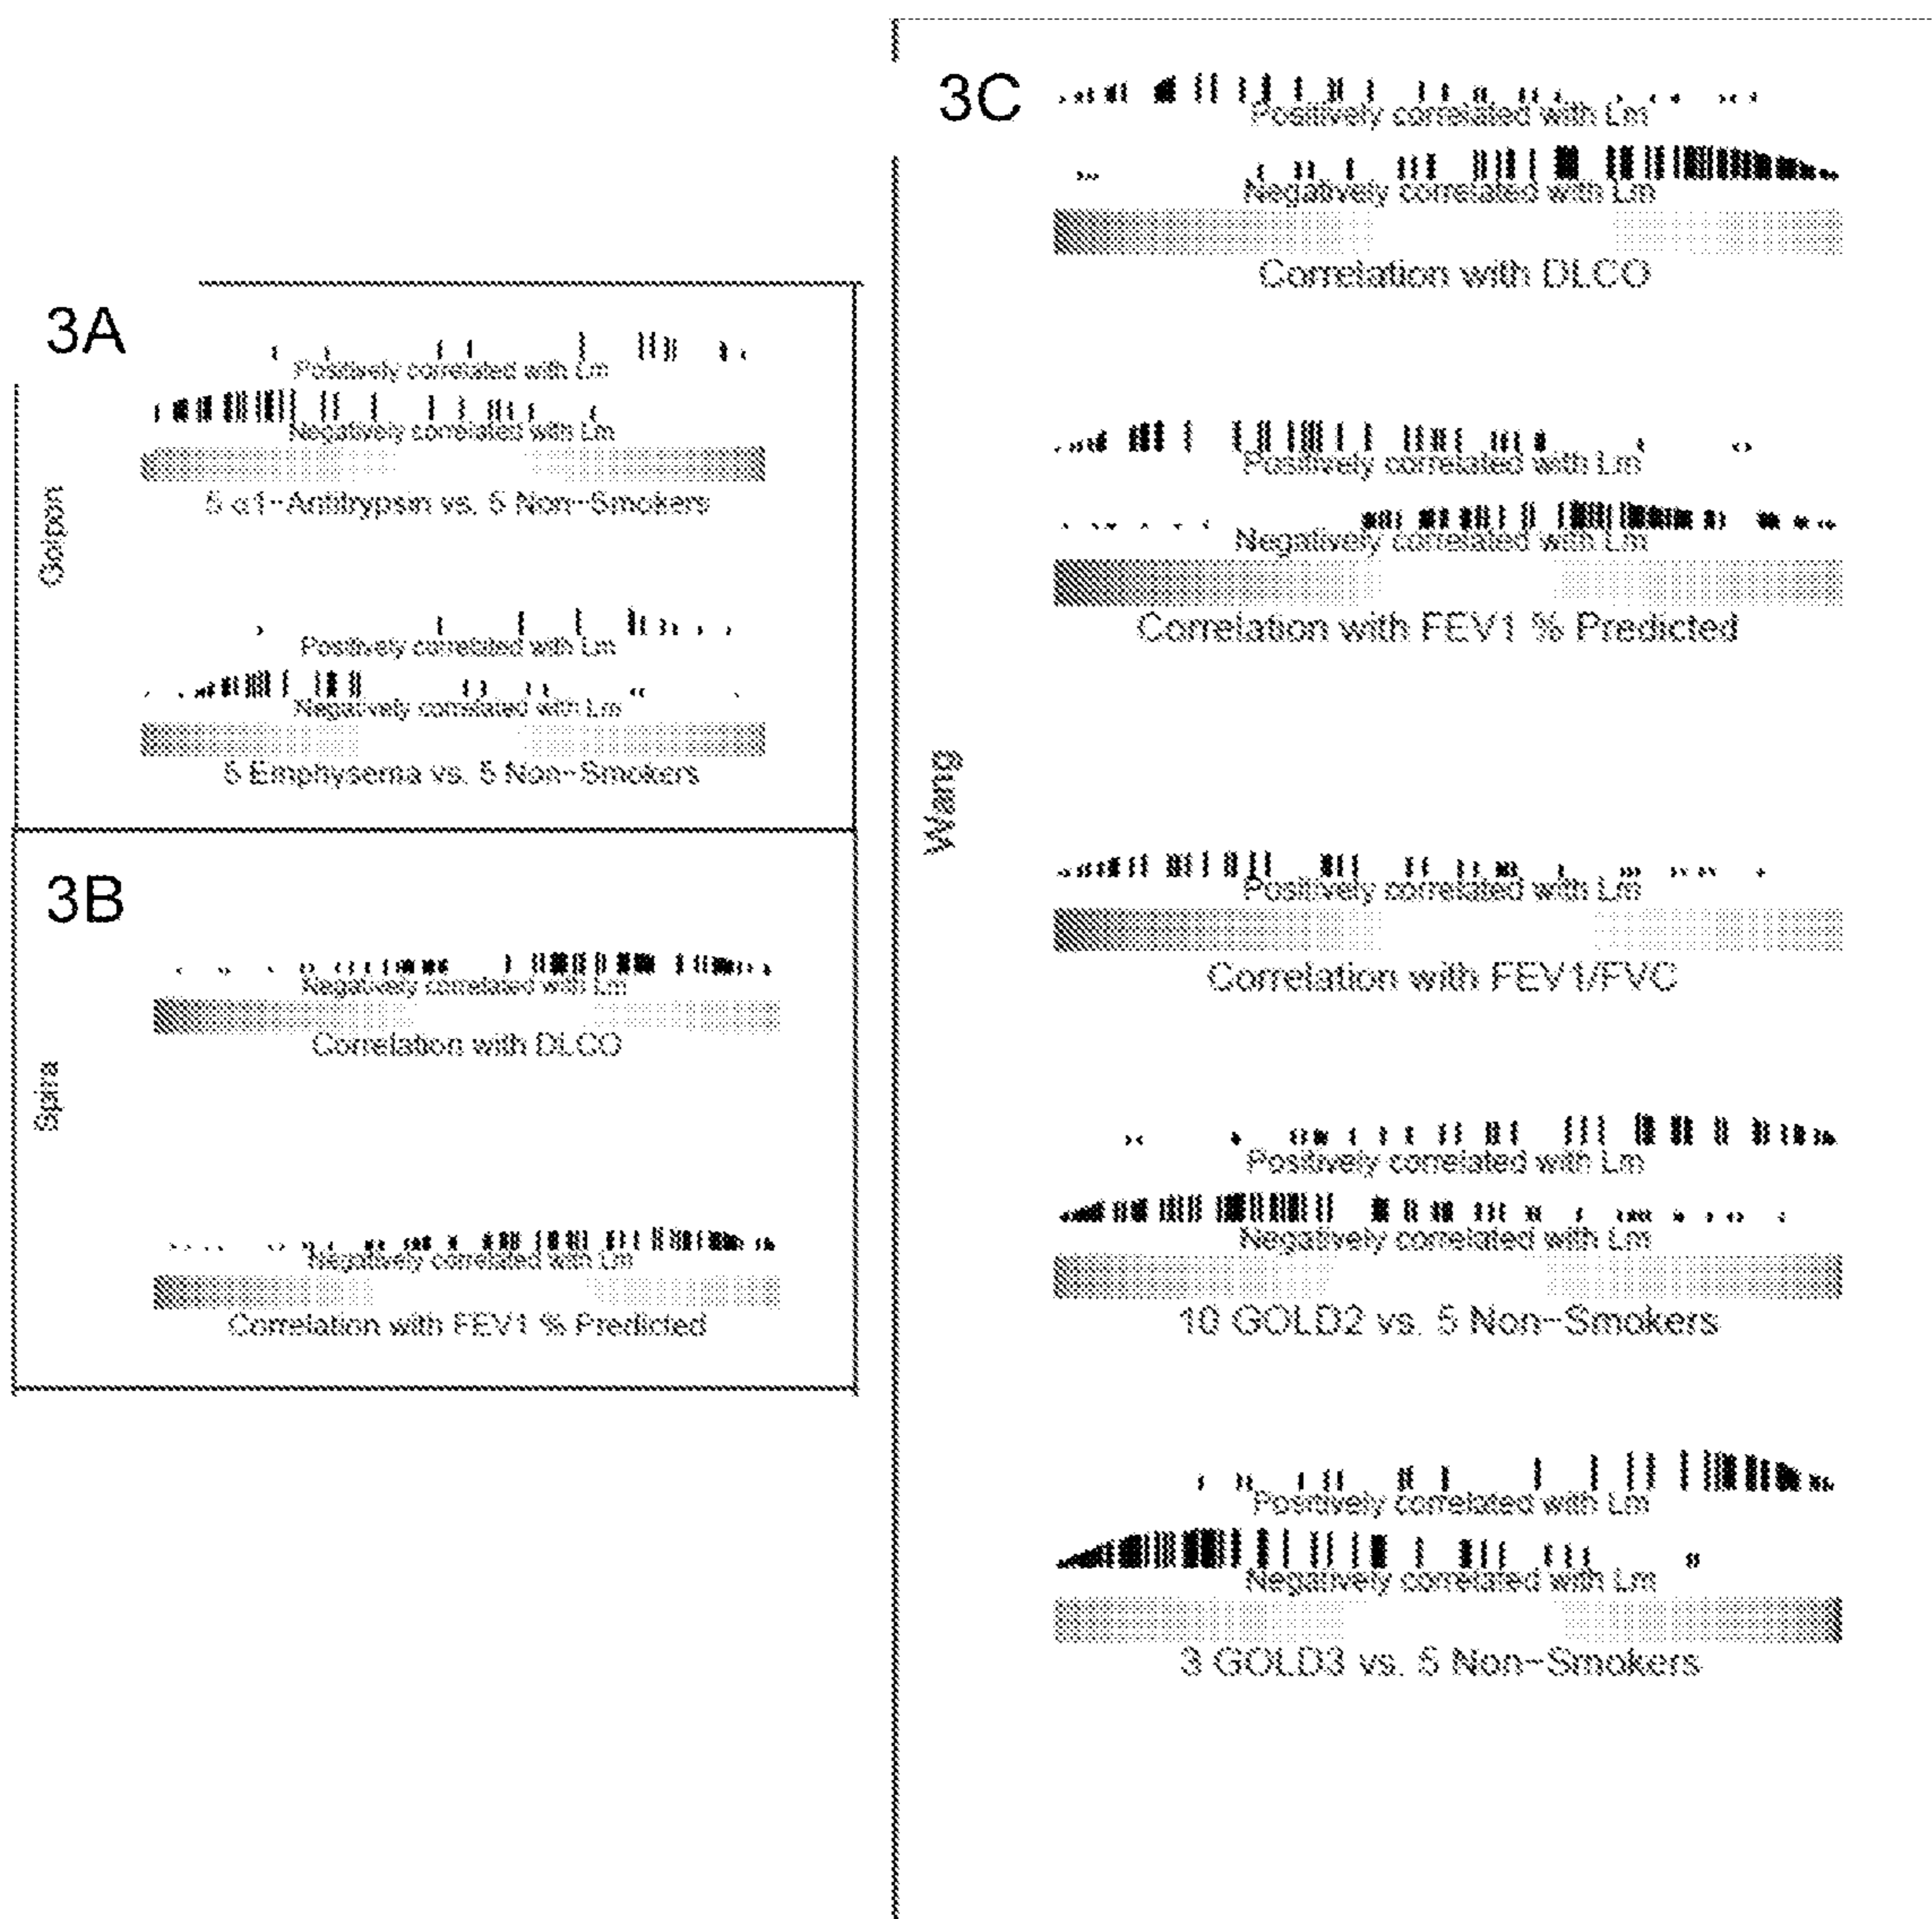 3A
Golpon
Positively correlated with Lm
Negatively correlated with Lm
5 α1-Antitrypsin vs. 5 Non-Smokers
Positively correlated with Lm
Negatively correlated with Lm
5 Emphysema vs. 5 Non-Smokers
3B
Spira
Negatively correlated with Lm
Correlation with DLCO
Negatively correlated with Lm
Correlation with FEV1 % Predicted
3C
Wang
Positively correlated with Lm
Negatively correlated with Lm
Correlation with DLCO
Positively correlated with Lm
Negatively correlated with Lm
Correlation with FEV1 % Predicted
Positively correlated with Lm
Correlation with FEV1/FVC
Positively correlated with Lm
Negatively correlated with Lm
10 GOLD2 vs. 5 Non-Smokers
Positively correlated with Lm
Negatively correlated with Lm
3 GOLD3 vs. 5 Non-Smokers